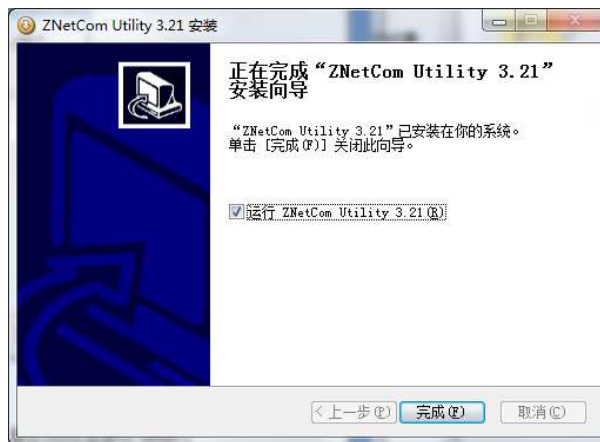 ZNetCom Utility 3.21 安装
正在完成“ZNetCom Utility 3.21”
安装向导
“ZNetCom Utility 3.21”已安装在你的系统。
单击 [完成(F)] 关闭此向导。
运行 ZNetCom Utility 3.21(R)
< 上一步(P)
完成(F)
取消(C)